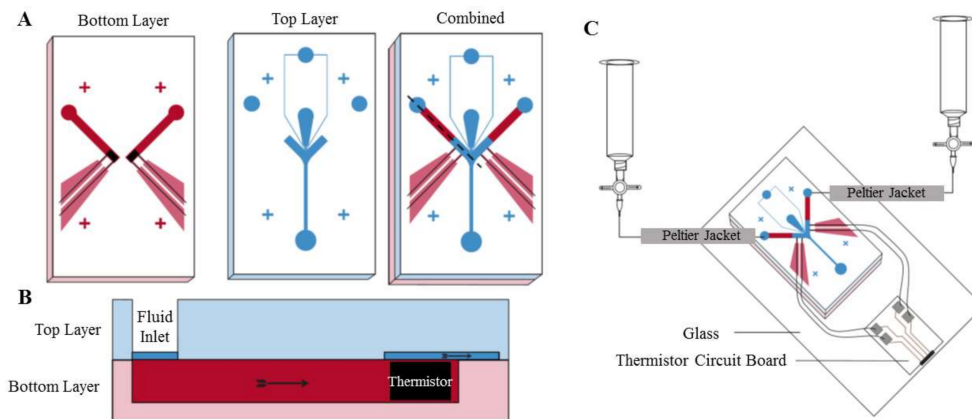 A
Bottom Layer
Top Layer
Combined
B
Top Layer
Fluid
Inlet
Bottom Layer
Thermistor
C
Peltier Jacket
Peltier Jacket
Glass
Thermistor Circuit Board